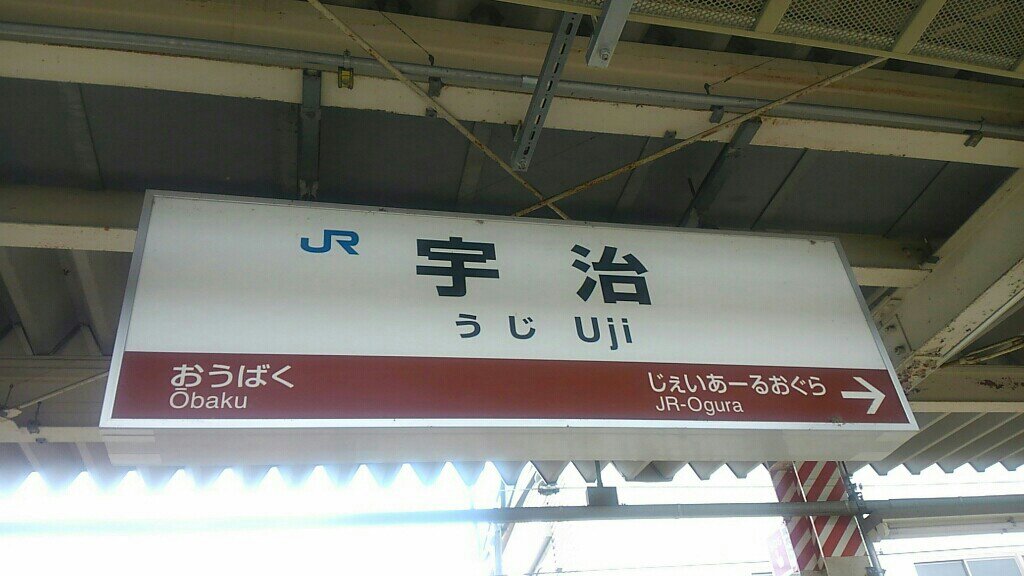 JR 宇治
うじ Uji
おうばく
Ōbaku
じぇいあーるおぐら
JR-Ogura